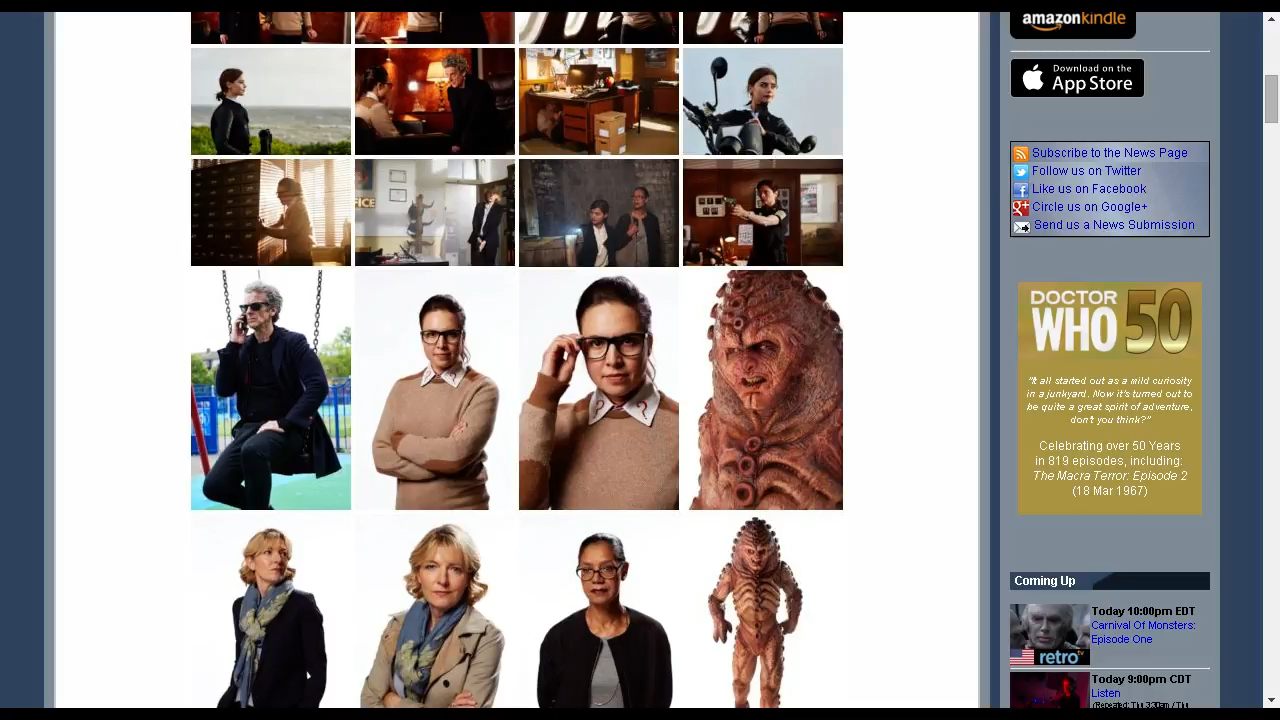 amazonkindle
Download on the
App Store
Subscribe to the News Page
Follow us on Twitter
Like us on Facebook
Circle us on Google+
Send us a News Submission
FICE
DOCTOR
WHO 50
"It all started out as a mild curiosity
in a junkyard. Now it's turned out to
be quite a great spirit of adventure,
don't you think?"
Celebrating over 50 Years
in 819 episodes, including:
The Macra Terror: Episode 2
(18 Mar 1967)
Coming Up
Today 10:00pm EDT
Carnival Of Monsters:
Episode One
retro tv
Today 9:00pm CDT
Listen